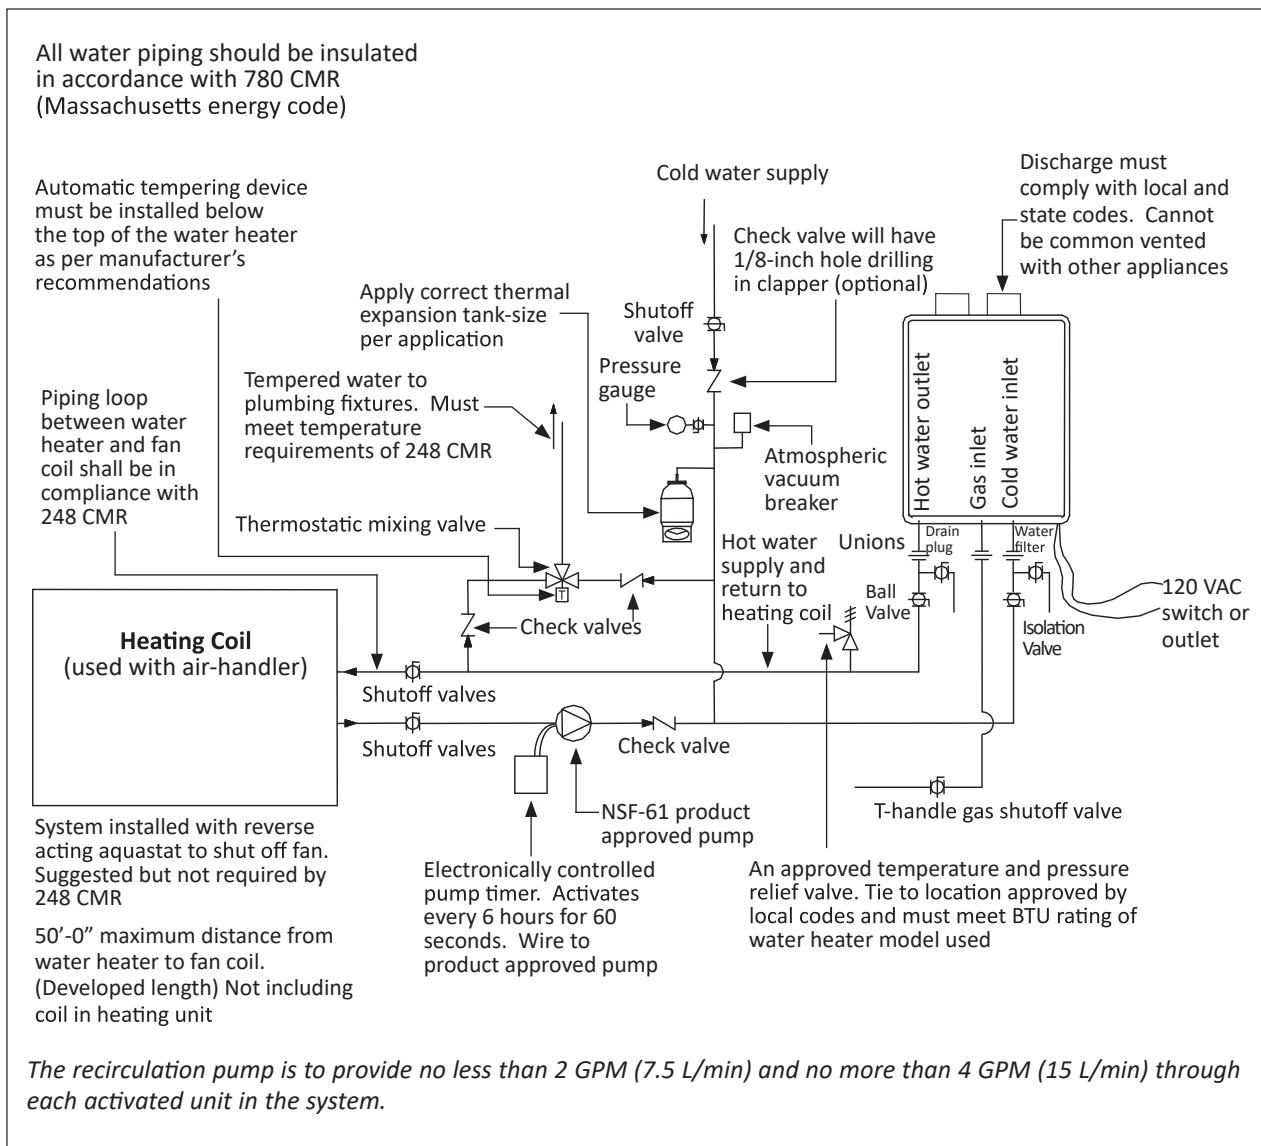 All water piping should be insulated
in accordance with 780 CMR
(Massachusetts energy code)
Automatic tempering device
must be installed below
the top of the water heater
as per manufacturer's
recommendations
Cold water supply
Discharge must
comply with local and
state codes. Cannot
be common vented
with other appliances
Check valve will have
1/8-inch hole drilling
in clapper (optional)
Apply correct thermal
expansion tank-size
per application
Shutoff
valve
Pressure
gauge
Tempered water to
plumbing fixtures. Must
meet temperature
requirements of 248 CMR
Piping loop
between water
heater and fan
coil shall be in
compliance with
248 CMR
Atmospheric
vacuum
breaker
Hot water outlet
Gas inlet
Cold water inlet
Thermostatic mixing valve
Hot water
supply and
return to
heating coil
Unions
Drain
plug
Water
filter
Ball
Valve
Isolation
Valve
120 VAC
switch or
outlet
T
Check valves
Heating Coil
(used with air-handler)
Shutoff valves
Shutoff valves
Check valve
NSF-61 product
approved pump
T-handle gas shutoff valve
System installed with reverse
acting aquastat to shut off fan.
Suggested but not required by
248 CMR
50'-0" maximum distance from
water heater to fan coil.
(Developed length) Not including
coil in heating unit
Electronically controlled
pump timer. Activates
every 6 hours for 60
seconds. Wire to
product approved pump
An approved temperature and pressure
relief valve. Tie to location approved by
local codes and must meet BTU rating of
water heater model used
The recirculation pump is to provide no less than 2 GPM (7.5 L/min) and no more than 4 GPM (15 L/min) through
each activated unit in the system.